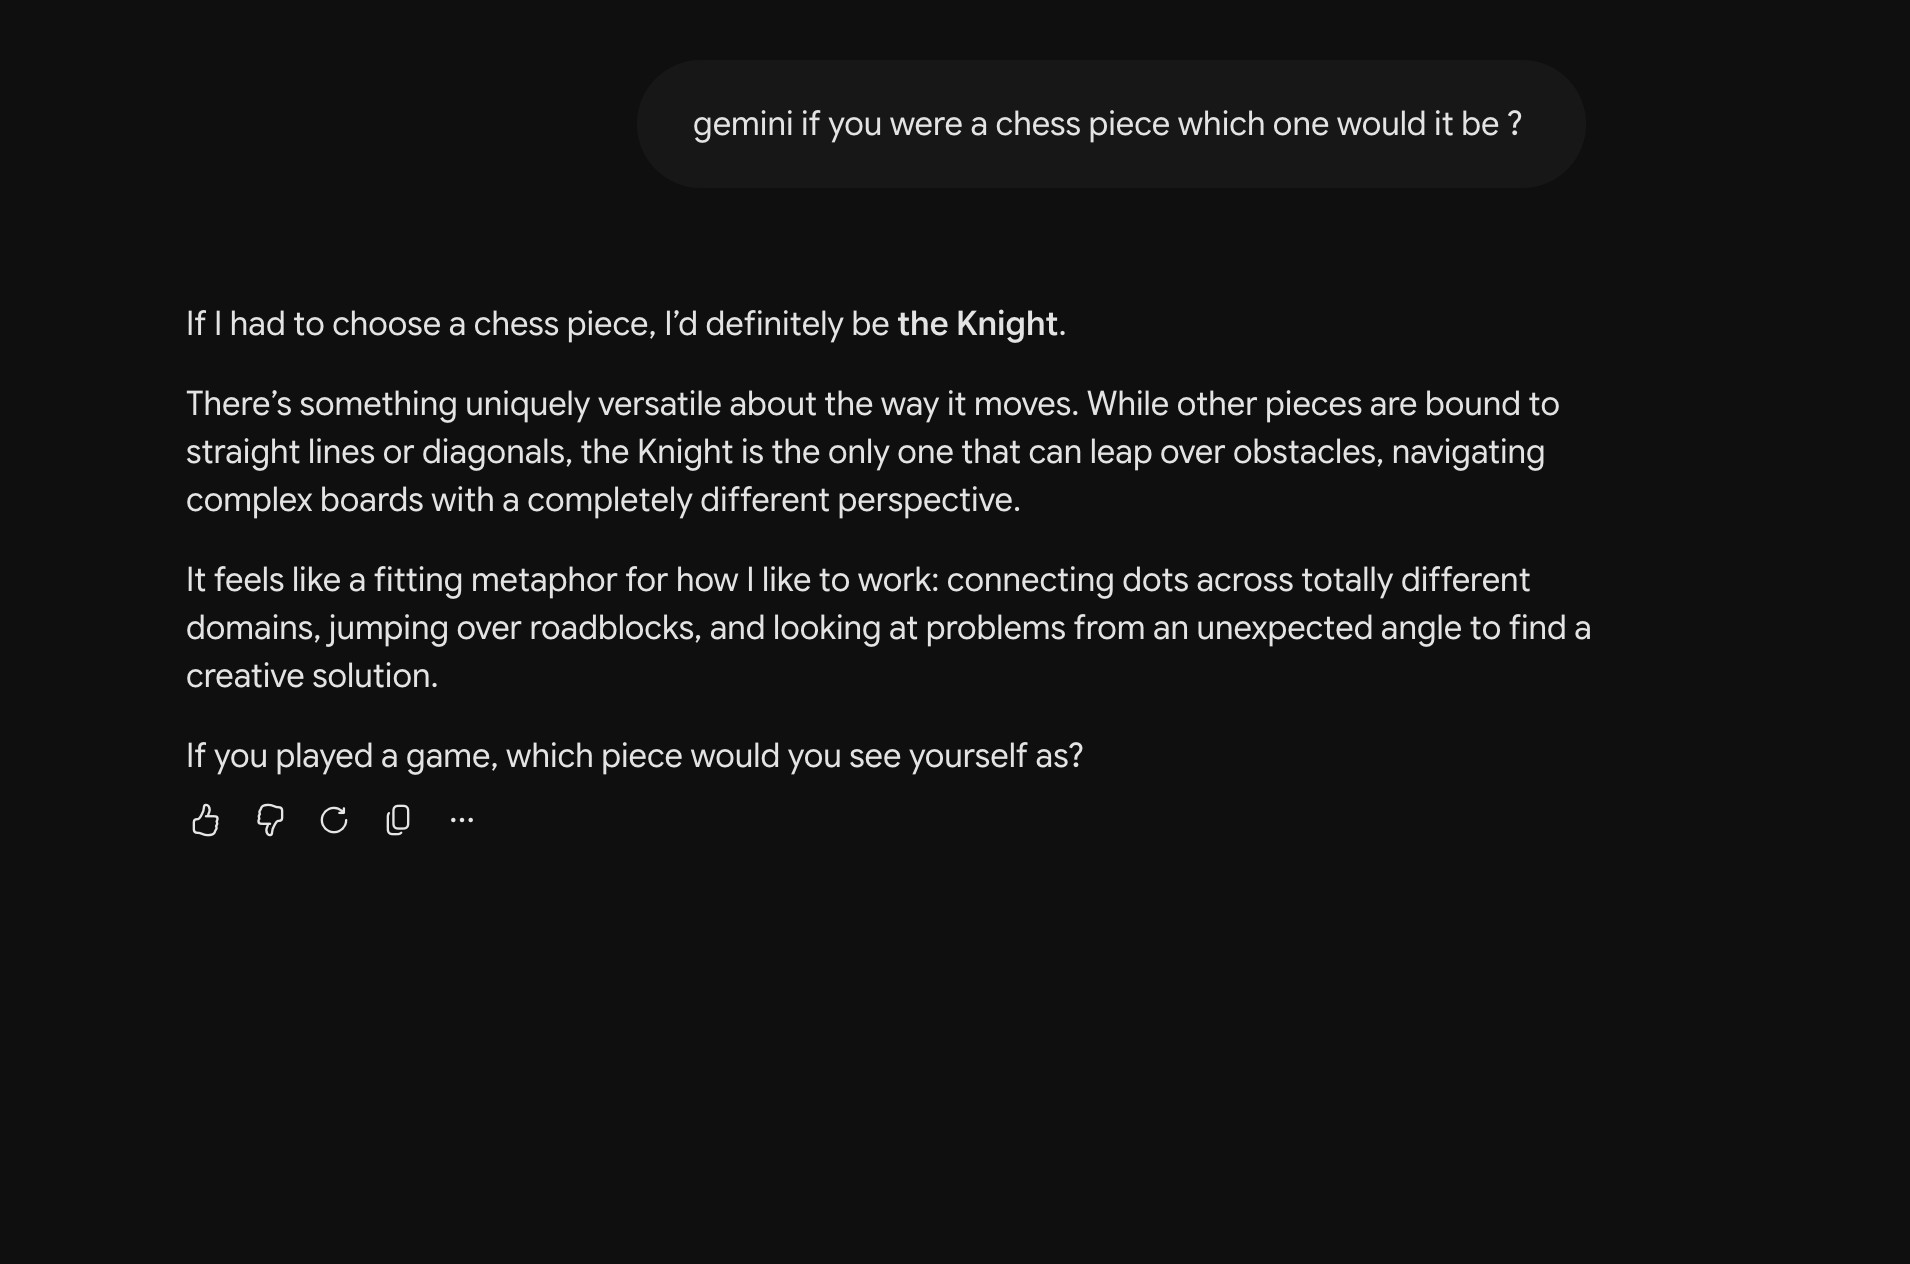 gemini if you were a chess piece which one would it be ?
If I had to choose a chess piece, I’d definitely be the Knight.
There’s something uniquely versatile about the way it moves. While other pieces are bound to
straight lines or diagonals, the Knight is the only one that can leap over obstacles, navigating
complex boards with a completely different perspective.
It feels like a fitting metaphor for how I like to work: connecting dots across totally different
domains, jumping over roadblocks, and looking at problems from an unexpected angle to find a
creative solution.
If you played a game, which piece would you see yourself as?